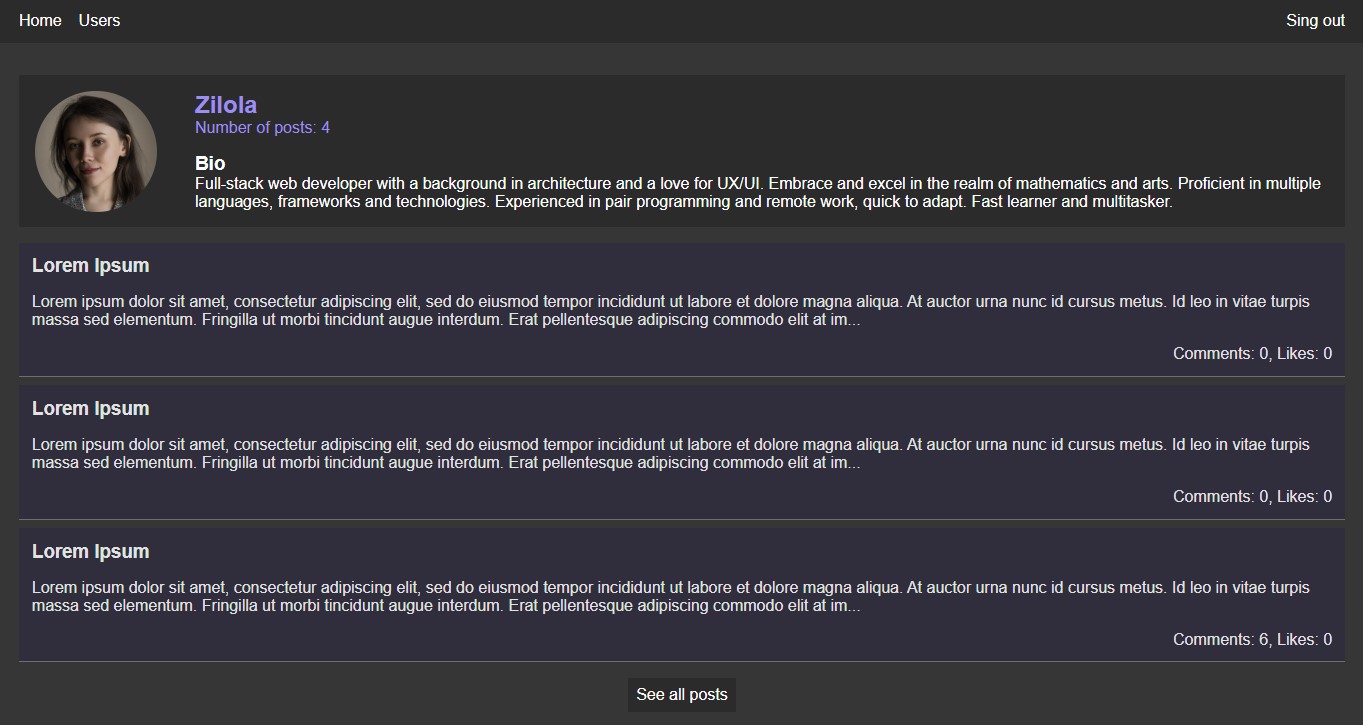 Home Users Sing out
Zilola
Number of posts: 4
Bio
Full-stack web developer with a background in architecture and a love for UX/UI. Embrace and excel in the realm of mathematics and arts. Proficient in multiple
languages, frameworks and technologies. Experienced in pair programming and remote work, quick to adapt. Fast learner and multitasker.
Lorem Ipsum
Lorem ipsum dolor sit amet, consectetur adipiscing elit, sed do eiusmod tempor incididunt ut labore et dolore magna aliqua. At auctor urna nunc id cursus metus. Id leo in vitae turpis
massa sed elementum. Fringilla ut morbi tincidunt augue interdum. Erat pellentesque adipiscing commodo elit at im...
Comments: 0, Likes: 0
Lorem Ipsum
Lorem ipsum dolor sit amet, consectetur adipiscing elit, sed do eiusmod tempor incididunt ut labore et dolore magna aliqua. At auctor urna nunc id cursus metus. Id leo in vitae turpis
massa sed elementum. Fringilla ut morbi tincidunt augue interdum. Erat pellentesque adipiscing commodo elit at im...
Comments: 0, Likes: 0
Lorem Ipsum
Lorem ipsum dolor sit amet, consectetur adipiscing elit, sed do eiusmod tempor incididunt ut labore et dolore magna aliqua. At auctor urna nunc id cursus metus. Id leo in vitae turpis
massa sed elementum. Fringilla ut morbi tincidunt augue interdum. Erat pellentesque adipiscing commodo elit at im...
Comments: 6, Likes: 0
See all posts